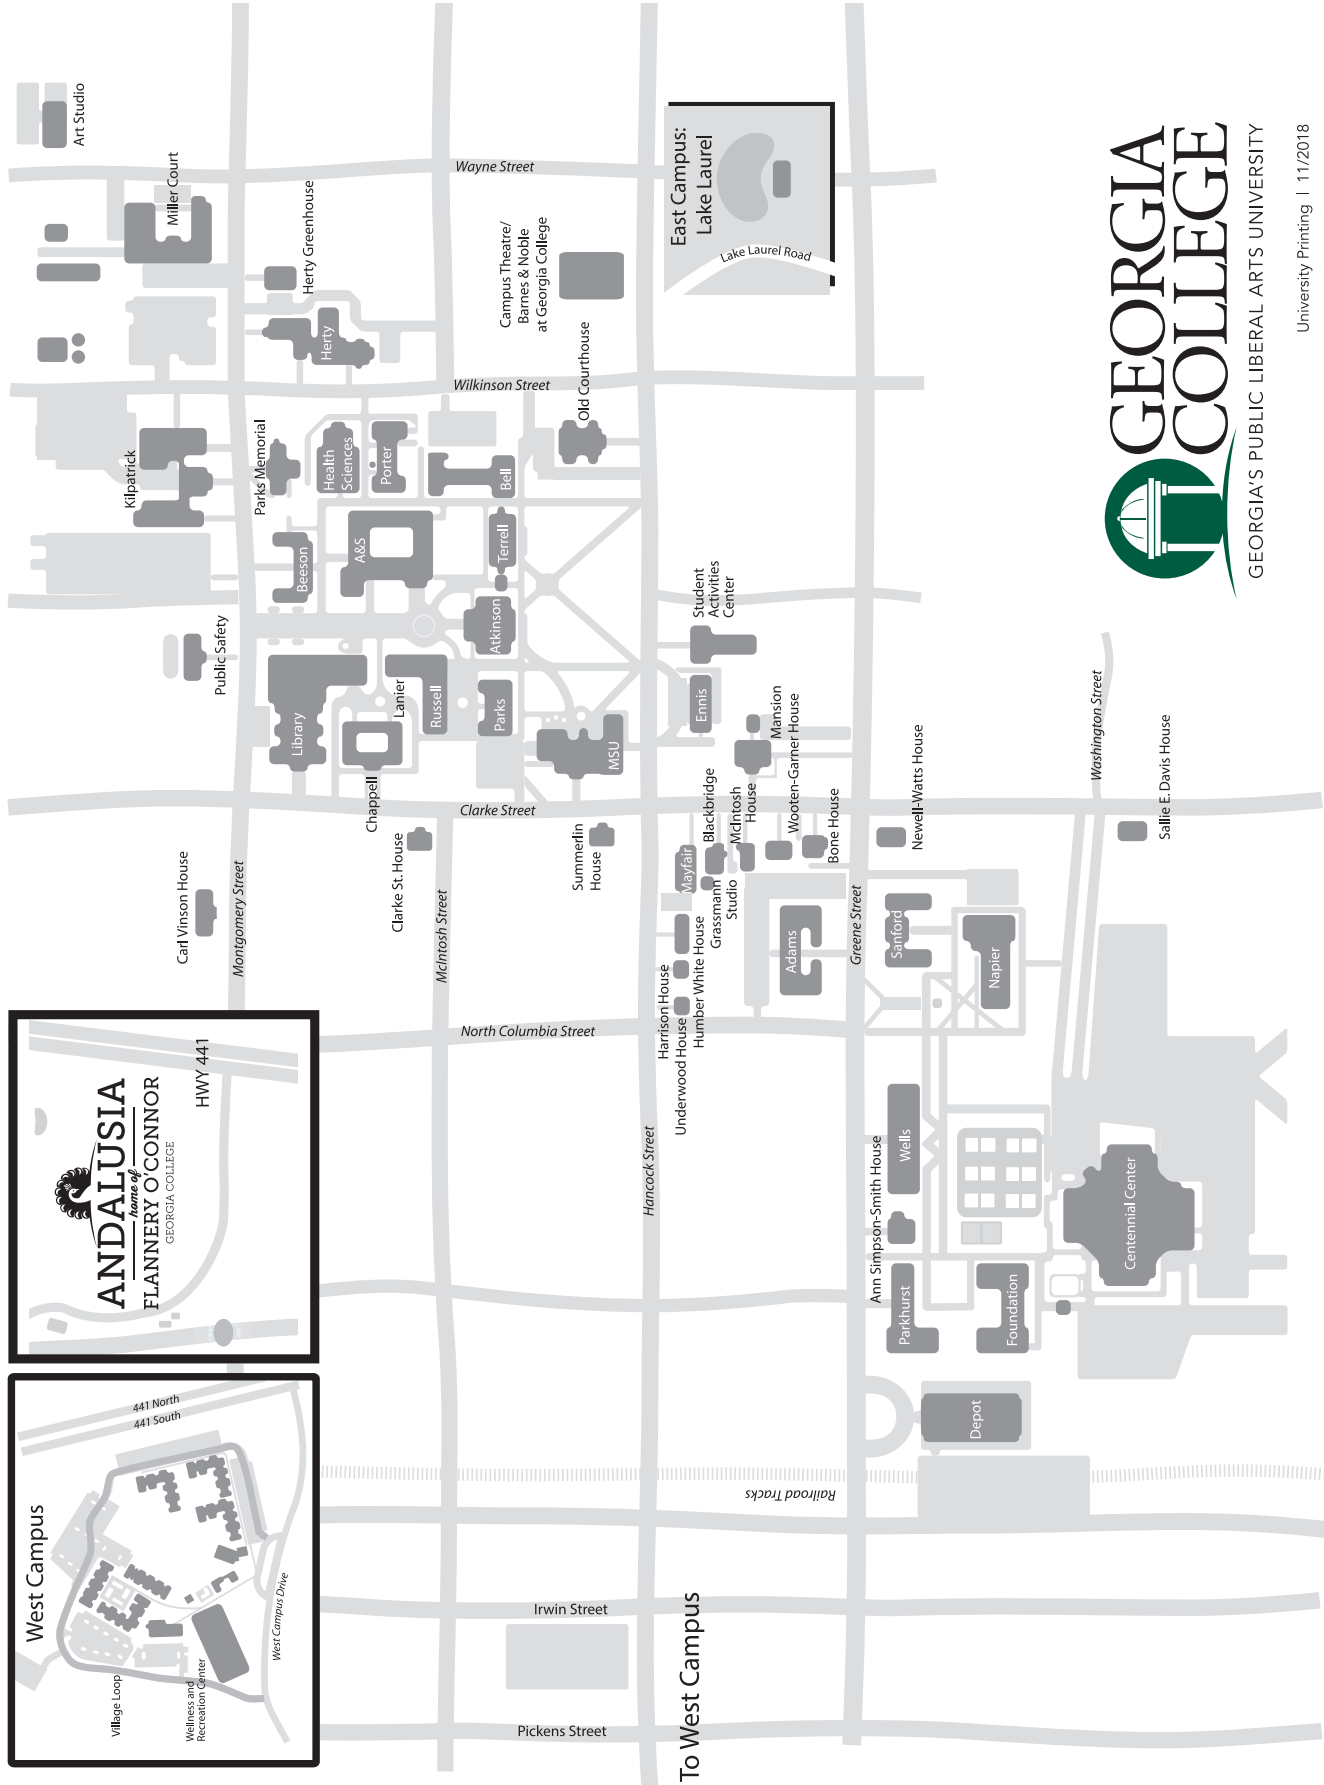 GEORGIA
COLLEGE
GEORGIA'S PUBLIC LIBERAL ARTS UNIVERSITY
University Printing | 11/2018
Art Studio
Miller Court
Herty Greenhouse
Herty
Wayne Street
Campus Theatre/
Barnes & Noble
at Georgia College
East Campus:
Lake Laurel
Lake Laurel Road
Wilkinson Street
Old Courthouse
Kilpatrick
Parks Memorial
Health
Sciences
Porter
Bell
Beeson
A&S
Terrell
Atkinson
Public Safety
Library
Lanier
Russell
Parks
Chappell
MSU
Student
Activities
Center
Ennis
Mansion
Clarke Street
Clarke St. House
Summerlin
House
Mayfair
Blackbridge
McIntosh
House
Wooten-Garner House
Bone House
Newell-Watts House
Washington Street
Sallie E. Davis House
Carl Vinson House
Montgomery Street
McIntosh Street
Grassmann
Studio
Harrison House
Humber White House
Underwood House
Adams
Greene Street
Sanford
Napier
North Columbia Street
Hancock Street
Wells
Ann Simpson-Smith House
Parkhurst
Foundation
Centennial Center
Depot
Railroad Tracks
Irwin Street
Pickens Street
To West Campus
ANDALUSIA
home of
FLANNERY O'CONNOR
GEORGIA COLLEGE
HWY 441
West Campus
441 North
441 South
West Campus Drive
Village Loop
Wellness and
Recreation Center